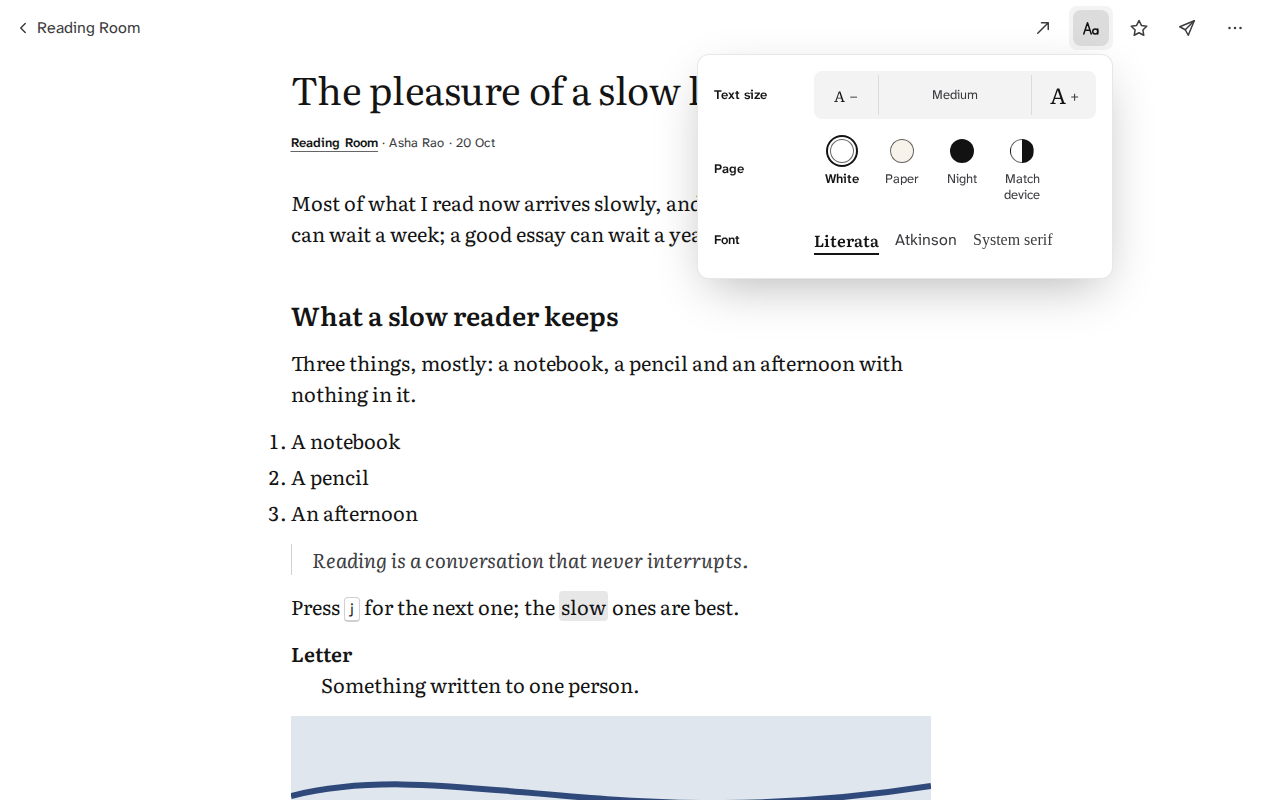 Reading Room
Aa
The pleasure of a slow
Reading Room · Asha Rao · 20 Oct
Most of what I read now arrives slowly, and
can wait a week; a good essay can wait a
Text size
A –
Medium
A +
Page
White
Paper
Night
Match
device
Font
Literata
Atkinson
System serif
What a slow reader keeps
Three things, mostly: a notebook, a pencil and an afternoon with
nothing in it.
1. A notebook
2. A pencil
3. An afternoon
Reading is a conversation that never interrupts.
Press j for the next one; the slow ones are best.
Letter
Something written to one person.